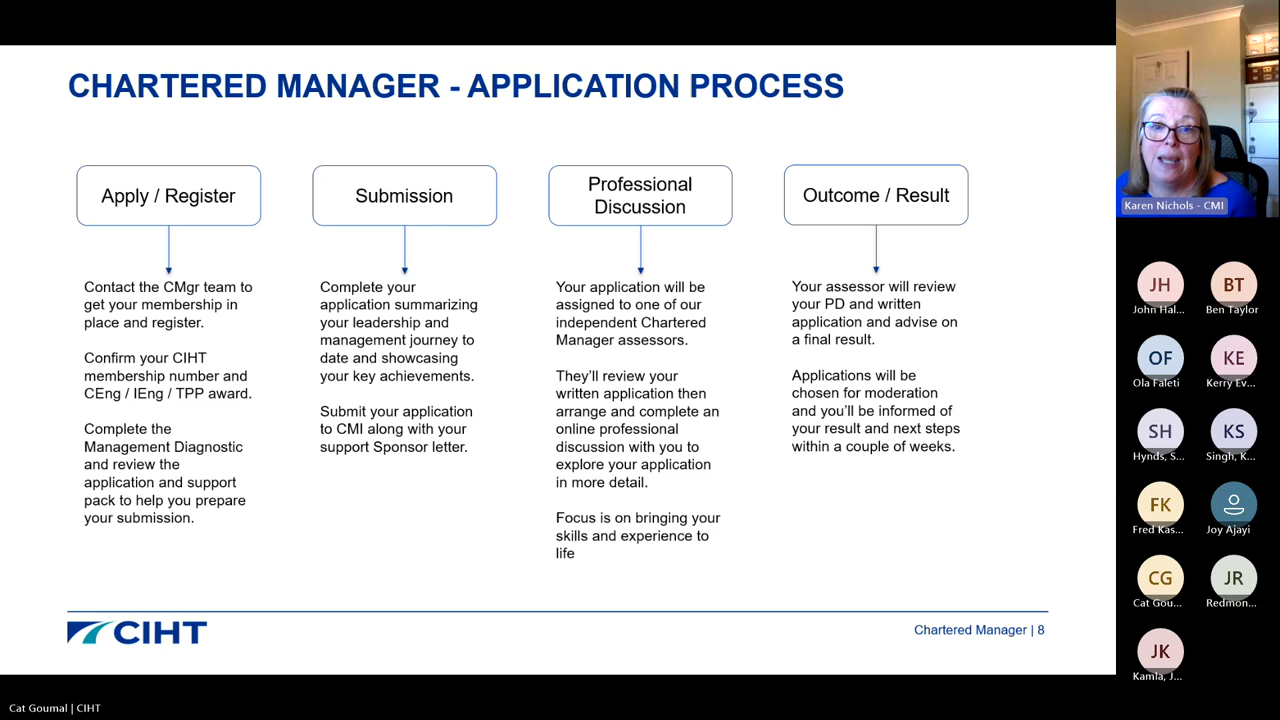 CHARTERED MANAGER - APPLICATION PROCESS
Apply / Register
Contact the CMgr team to
get your membership in
place and register.
Confirm your CIHT
membership number and
CEng / IEng / TPP award.
Complete the
Management Diagnostic
and review the
application and support
pack to help you prepare
your submission.
Submission
Complete your
application summarizing
your leadership and
management journey to
date and showcasing
your key achievements.
Submit your application
to CMI along with your
support Sponsor letter.
Professional
Discussion
Your application will be
assigned to one of our
independent Chartered
Manager assessors.
They’ll review your
written application then
arrange and complete an
online professional
discussion with you to
explore your application
in more detail.
Focus is on bringing your
skills and experience to
life
Outcome / Result
Your assessor will review
your PD and written
application and advise on
a final result.
Applications will be
chosen for moderation
and you’ll be informed of
your result and next steps
within a couple of weeks.
CIHT
Chartered Manager | 8
Karen Nichols - CMI
JH
John Hal...
BT
Ben Taylor
OF
Ola Faleti
KE
Kerry Ev...
SH
Hynds, S...
KS
Singh, K...
FK
Fred Kas...
Joy Ajayi
CG
Cat Gou...
JR
Redmon...
JK
Kamla, J...
Cat Goumal | CIHT